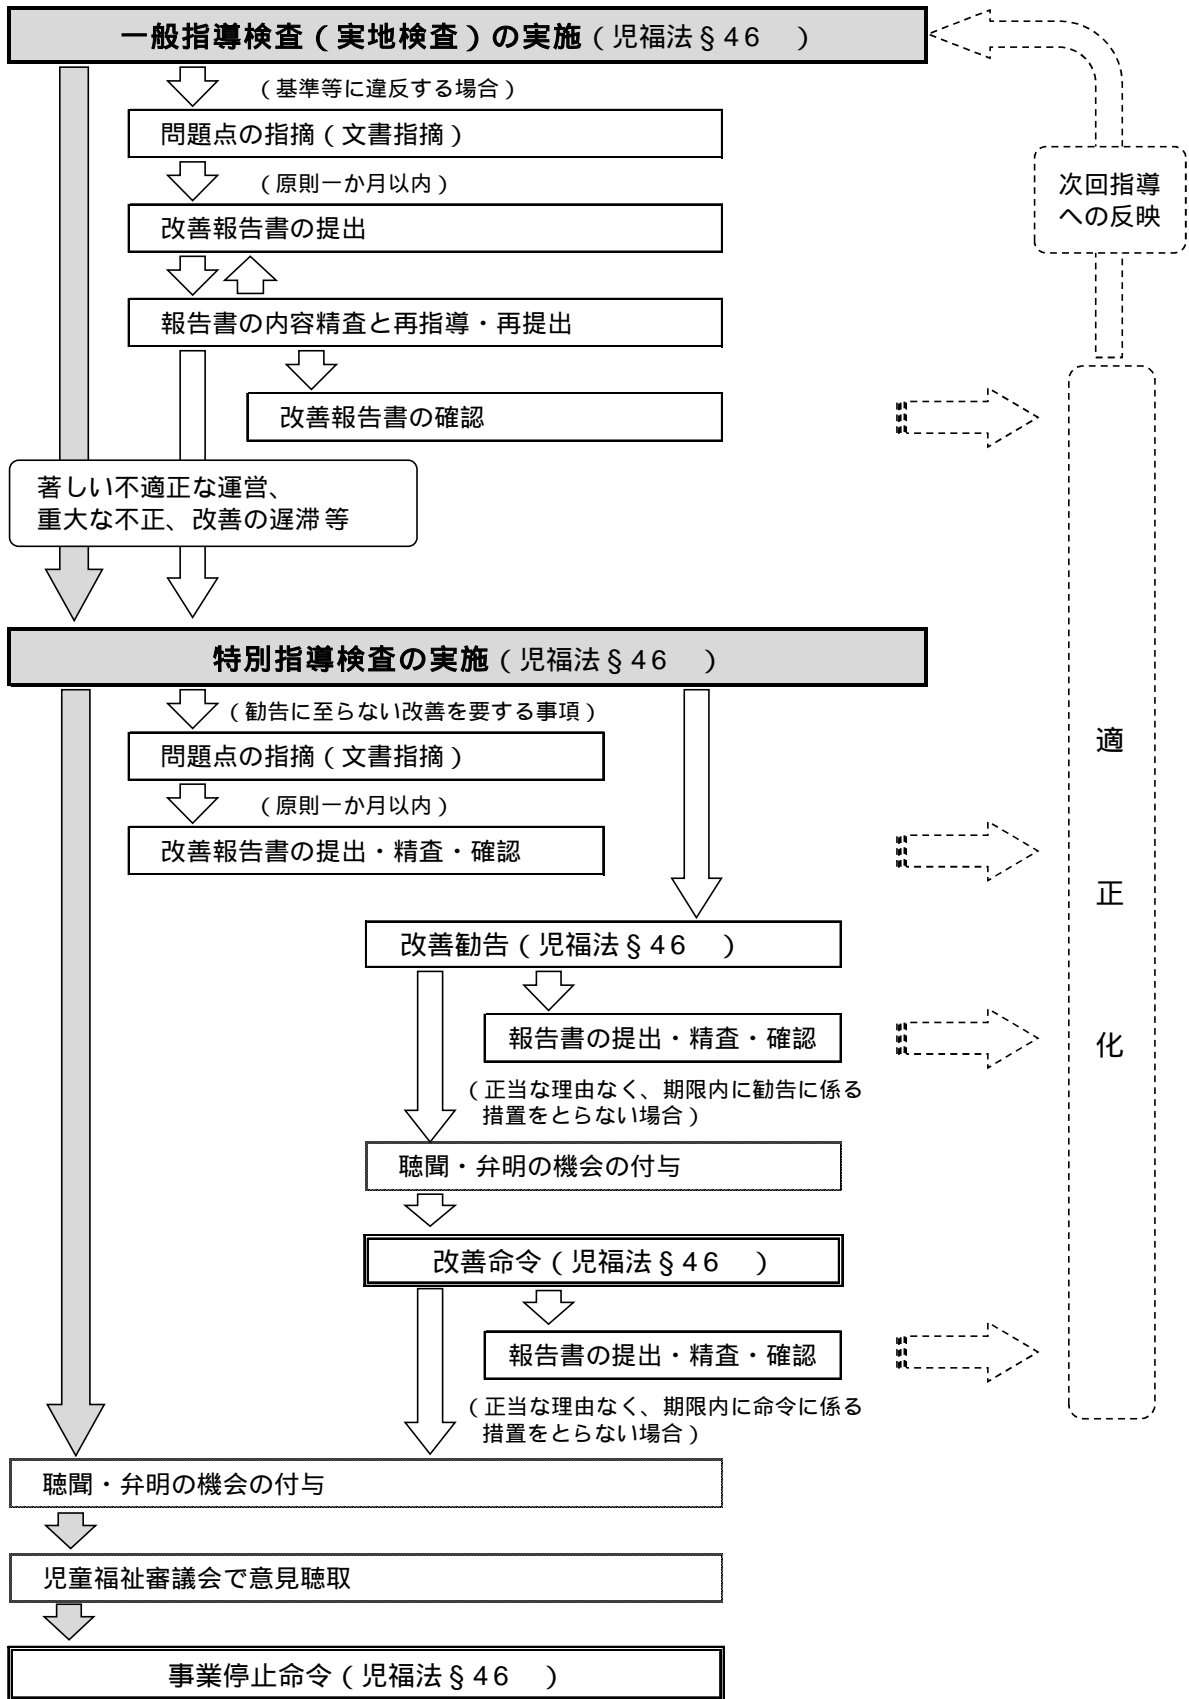 一般指導検査(実地検査)の実施(児福法§46　)
(基準等に違反する場合)
問題点の指摘(文書指摘)
(原則一か月以内)
改善報告書の提出
報告書の内容精査と再指導・再提出
改善報告書の確認
著しい不適正な運営、
重大な不正、改善の遅滞等
次回指導
への反映
特別指導検査の実施(児福法§46　)
(勧告に至らない改善を要する事項)
問題点の指摘(文書指摘)
(原則一か月以内)
改善報告書の提出・精査・確認
改善勧告(児福法§46　)
報告書の提出・精査・確認
(正当な理由なく、期限内に勧告に係る
措置をとらない場合)
聴聞・弁明の機会の付与
改善命令(児福法§46　)
報告書の提出・精査・確認
(正当な理由なく、期限内に命令に係る
措置をとらない場合)
聴聞・弁明の機会の付与
児童福祉審議会で意見聴取
事業停止命令(児福法§46　)
適正化